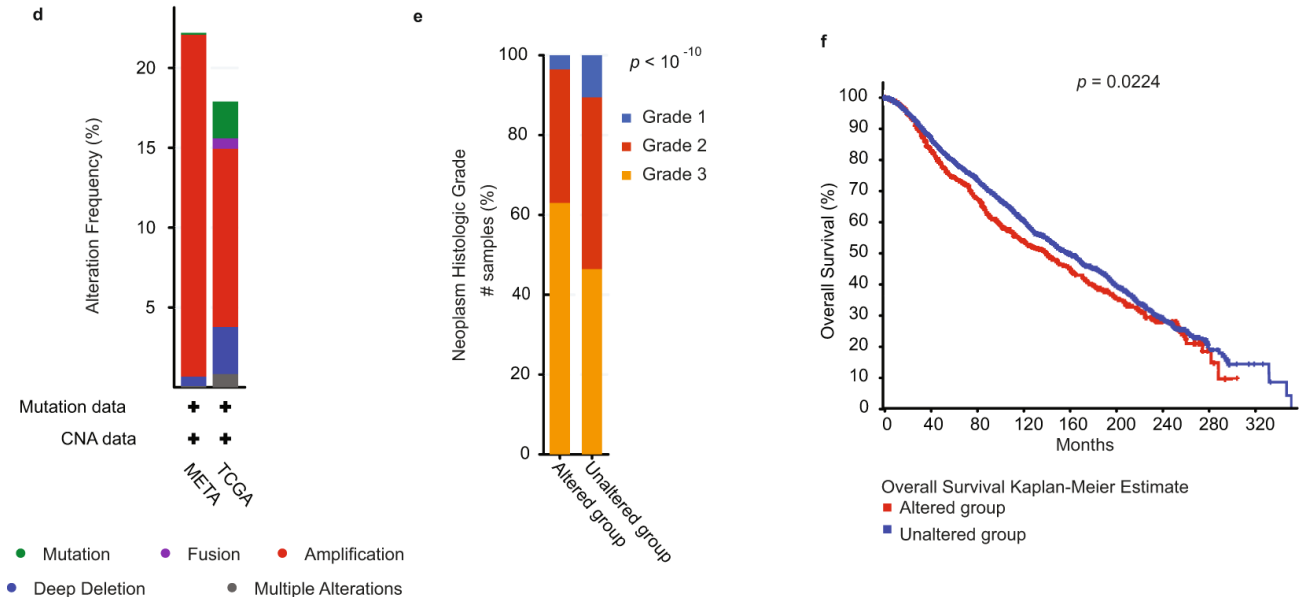 d
20
15
10
5
Alteration Frequency (%)
Mutation data
CNA data
META
TCGA
Mutation
Fusion
Amplification
Deep Deletion
Multiple Alterations
e
100
80
60
40
20
0
Neoplasm Histologic Grade
# samples (%)
p < 10 -10
Grade 1
Grade 2
Grade 3
Altered group
Unaltered group
f
p = 0.0224
100
90
80
70
60
50
40
30
20
10
0
Overall Survival (%)
0 40 80 120 160 200 240 280 320
Months
Overall Survival Kaplan-Meier Estimate
Altered group
Unaltered group